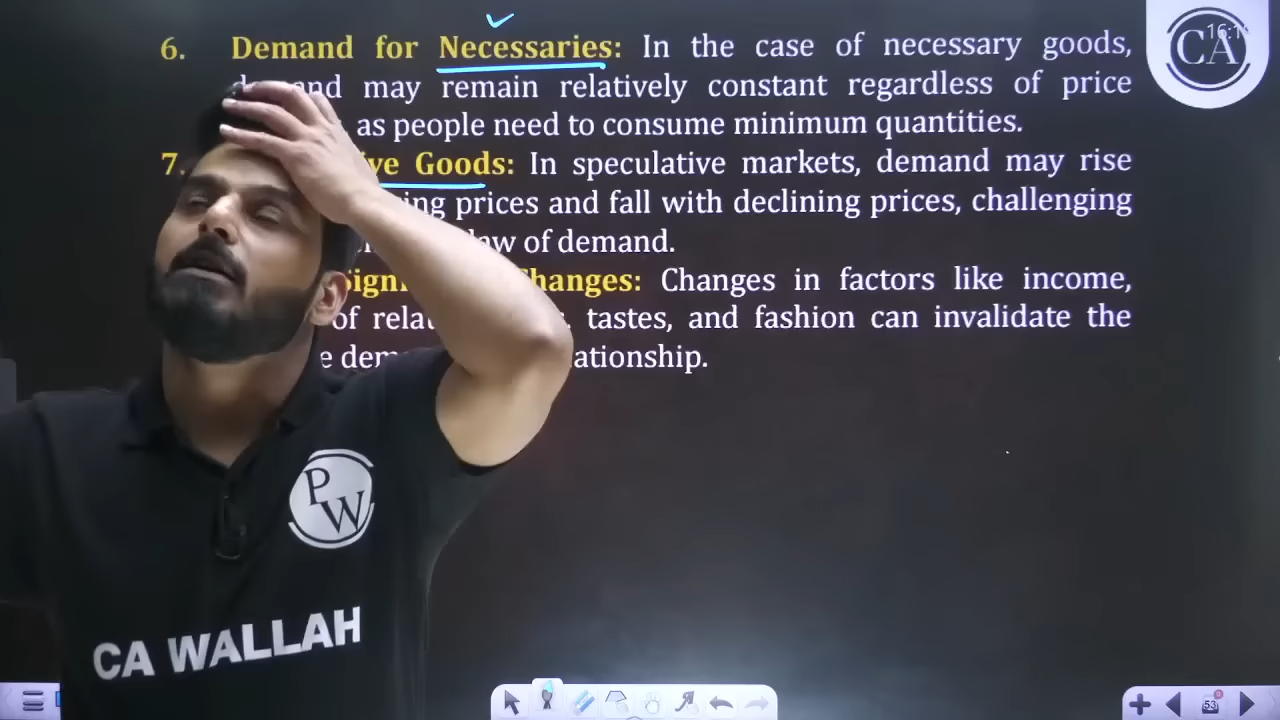 6. Demand for Necessaries: In the case of necessary goods,
may remain relatively constant regardless of price
as people need to consume minimum quantities.
7. Goods: In speculative markets, demand may rise
prices and fall with declining prices, challenging
law of demand.
Changes: Changes in factors like income,
of tastes, and fashion can invalidate the
CA
PW
CA WALLAH
53